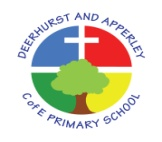 DEERHURST AND APPERLEY
C of E PRIMARY SCHOOL